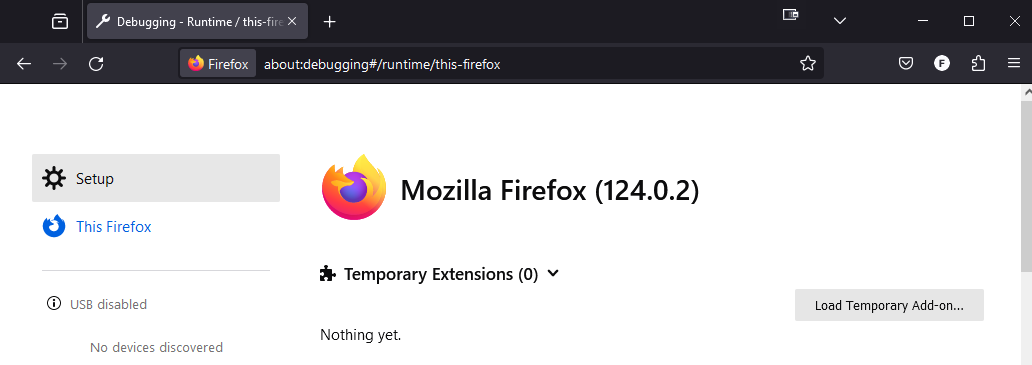 Debugging - Runtime / this-fire
Firefox about:debugging#/runtime/this-firefox
F
Setup
This Firefox
USB disabled
No devices discovered
Mozilla Firefox (124.0.2)
Temporary Extensions (0)
Load Temporary Add-on...
Nothing yet.